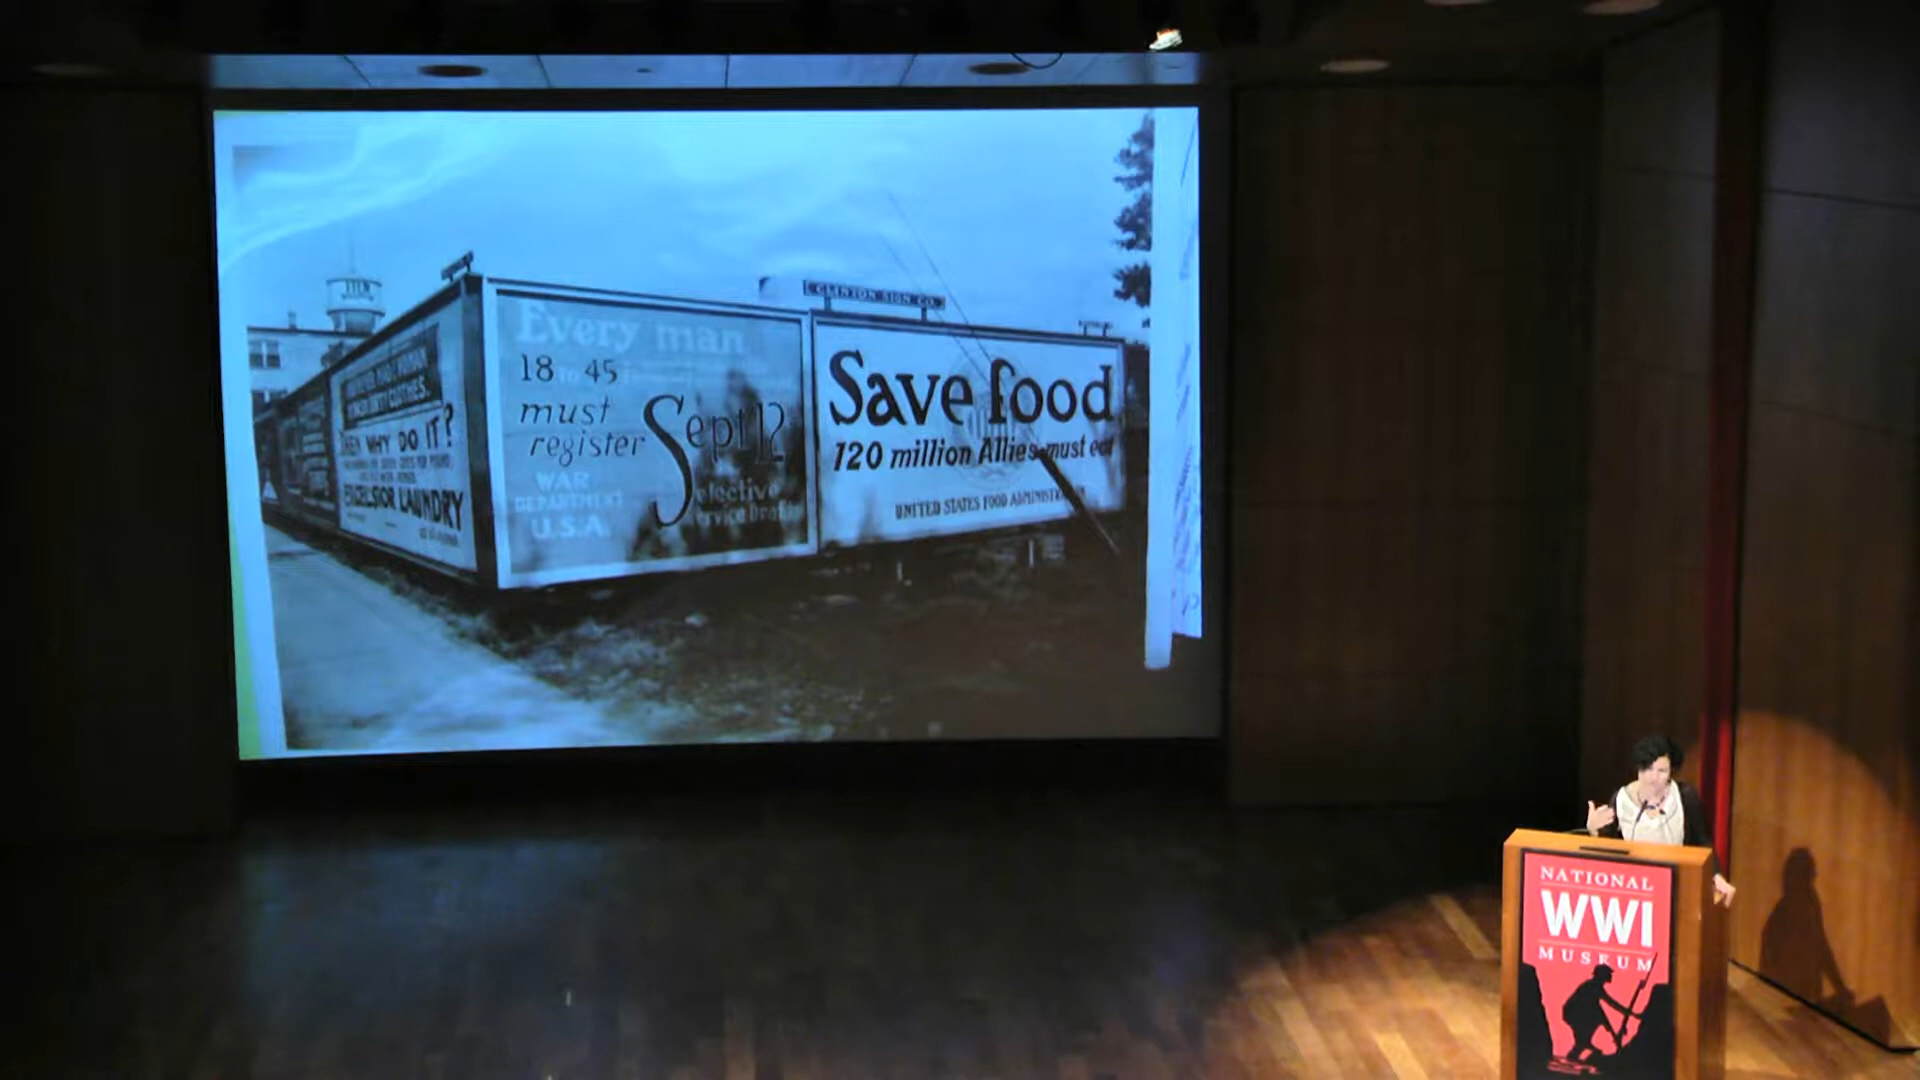 CLINTON SIGN CO.
THEN WHY DO IT?
EXCELSIOR LAUNDRY
Every man
18 to 45
must
register
Sept 12
WAR
DEPARTMENT
U.S.A.
Selective
Service Draft
Save food
120 million Allies must eat
UNITED STATES FOOD ADMINISTRATION
NATIONAL
WWI
MUSEUM